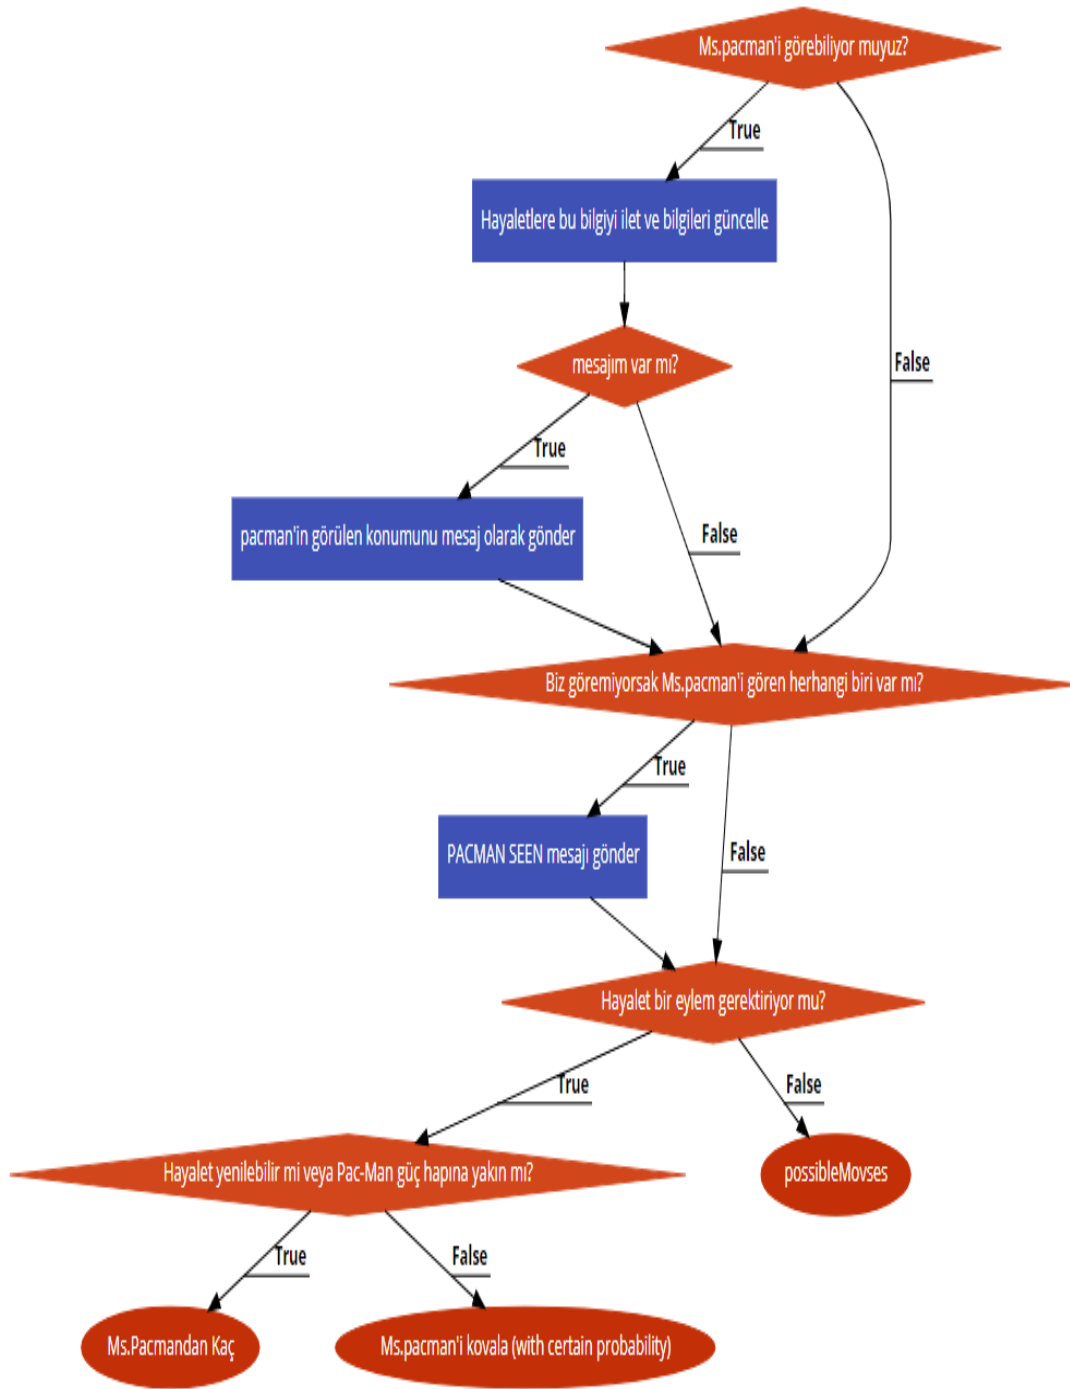 Ms.pacman'i görebiliyor muyuz?
True
Hayaletlere bu bilgiyi ilet ve bilgileri güncelle
mesajım var mı?
False
True
pacman'in görülen konumunu mesaj olarak gönder
False
Biz göremiyorsak Ms.pacman'i gören herhangi biri var mı?
True
PACMAN SEEN mesajı gönder
False
Hayalet bir eylem gerektiriyor mu?
True
False
Hayalet yenilebilir mi veya Pac-Man güç hapına yakın mı?
possibleMovses
True
False
Ms.Pacmandan Kaç
Ms.pacman'i kovala (with certain probability)